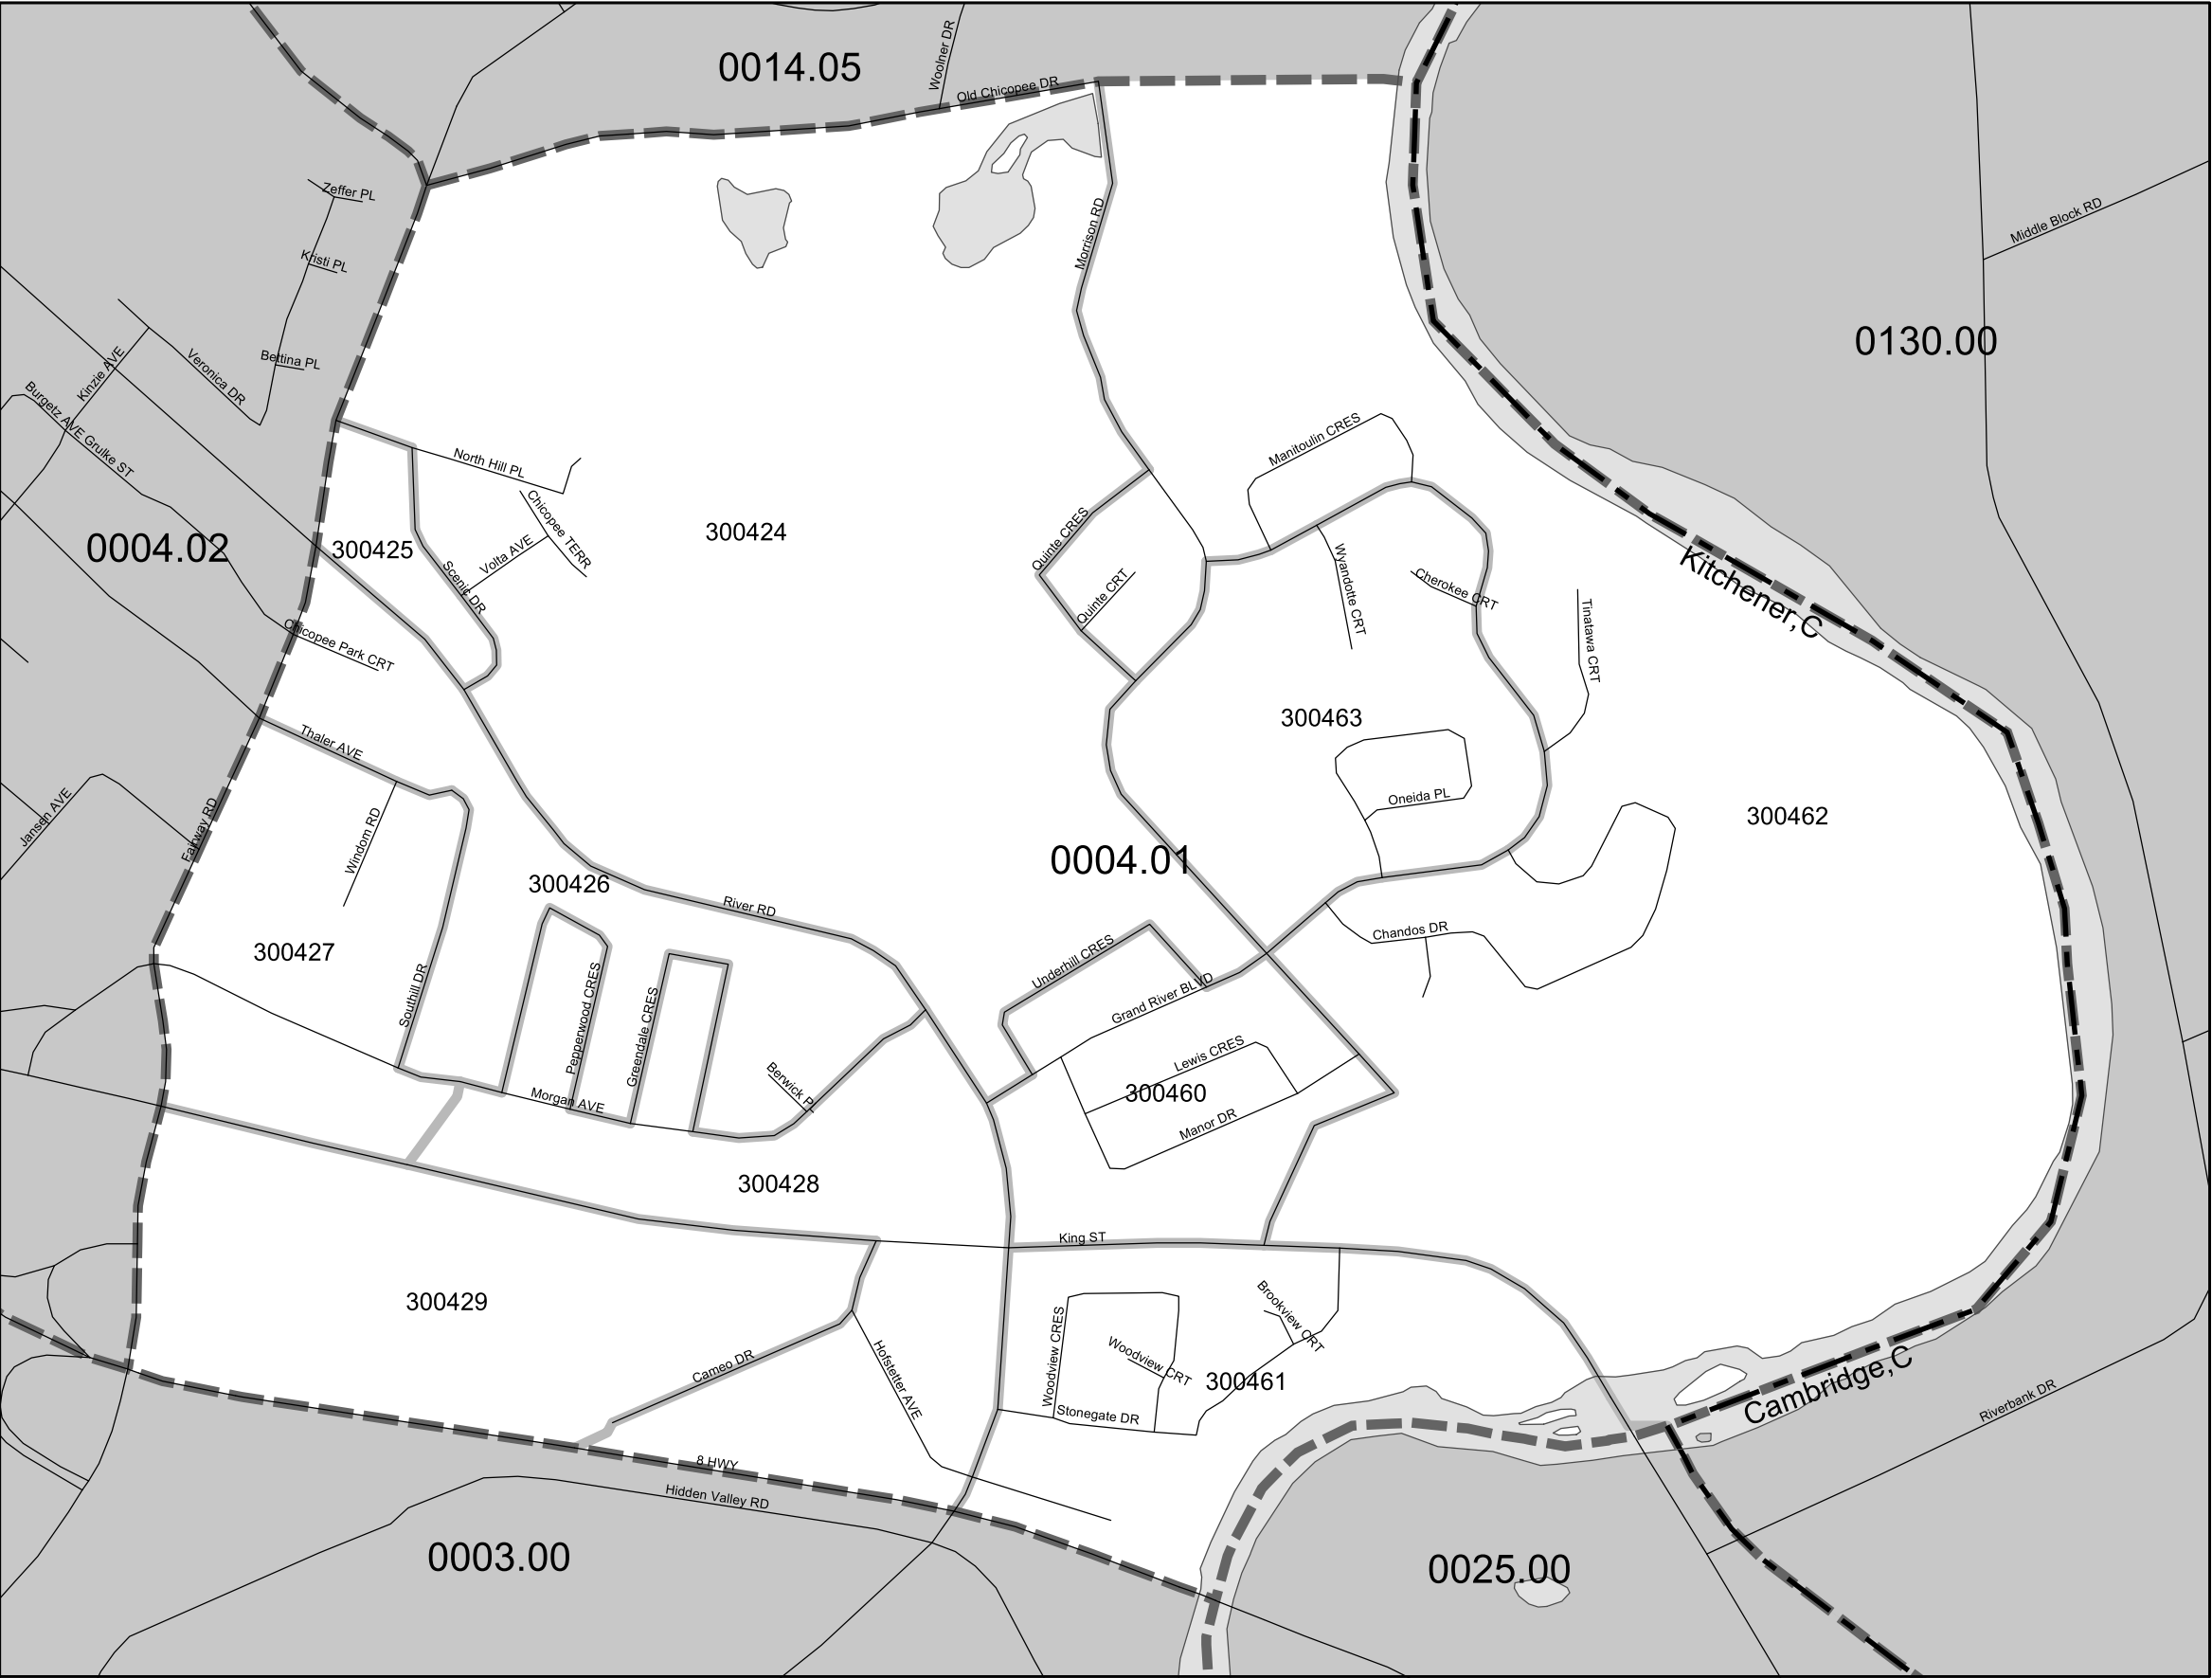 0014.05
Woolner DR
Old Chicopee DR
Zeffer PL
Kristi PL
Bettina PL
Veronica DR
Kinzie AVE
Burgetz AVE
Grulke ST
Morrison RD
Middle Block RD
0130.00
0004.02
North Hill PL
Chicopee TERR
Volta AVE
Scenic DR
300425
300424
Manitoulin CRES
Quinte CRES
Quinte CRT
Wyandotte CRT
Cherokee CRT
Tinatawa CRT
Kitchener,C
Chicopee Park CRT
Thaler AVE
300463
Oneida PL
300462
Jansen AVE
Fairway RD
Windom RD
0004.01
300426
River RD
300427
Southill DR
Pepperwood CRES
Greendale CRES
Berwick P
Morgan AVE
Underhill CRES
Grand River BLVD
Chandos DR
Lewis CRES
300460
Manor DR
300428
King ST
300429
Cameo DR
Hofstetter AVE
Woodview CRES
Woodview CRT
Brookview CRT
300461
Stonegate DR
Cambridge,C
Riverbank DR
8 HWY
Hidden Valley RD
0003.00
0025.00